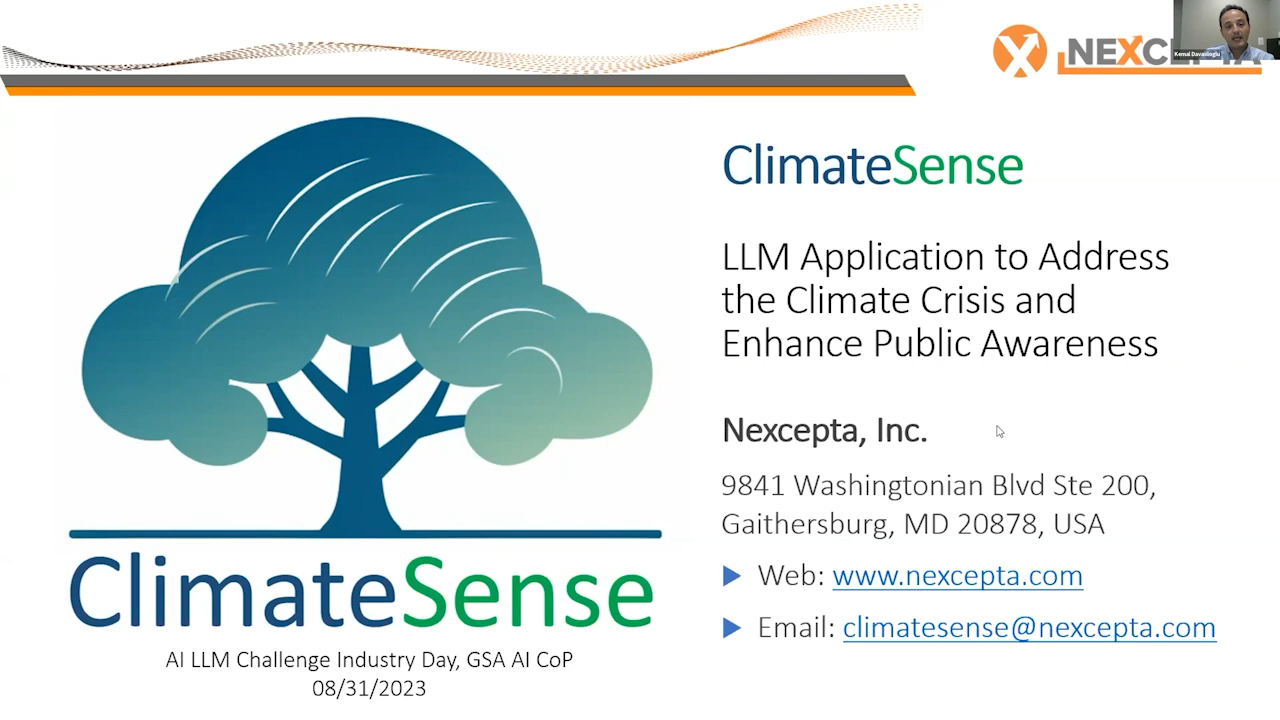 Kemal Davaslioglu
NEXCEPTA
ClimateSense
LLM Application to Address
the Climate Crisis and
Enhance Public Awareness
Nexcepta, Inc.
9841 Washingtonian Blvd Ste 200,
Gaithersburg, MD 20878, USA
Web: www.nexcepta.com
Email: climatesense@nexcepta.com
ClimateSense
AI LLM Challenge Industry Day, GSA AI CoP
08/31/2023